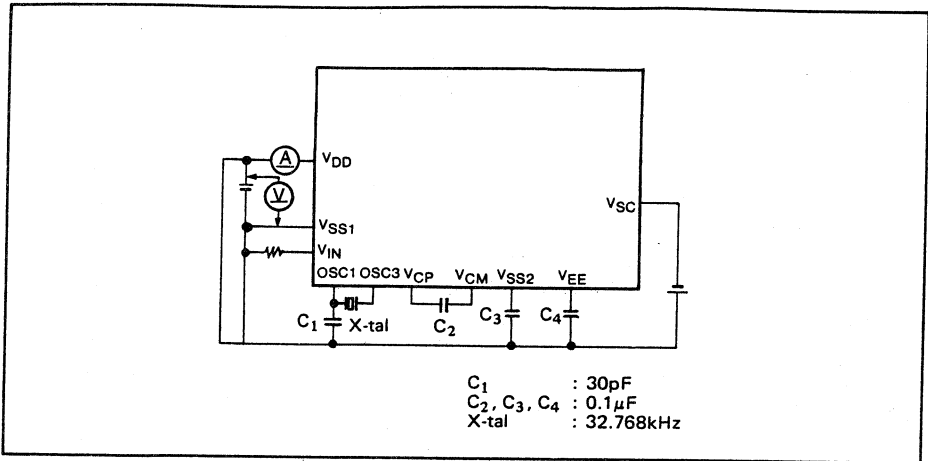 A
VDD
V
VSC
VSS1
VIN
OSC1 OSC3 VCP VCM VSS2 VEE
C1 X-tal C2 C3 C4
C1 : 30pF
C2, C3, C4 : 0.1μF
X-tal : 32.768kHz